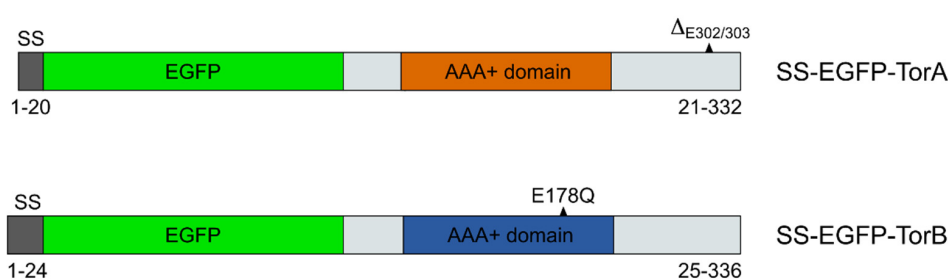 Δ E302/303
SS
EGFP AAA+ domain SS-EGFP-TorA
1-20 21-332
E178Q
SS
EGFP AAA+ domain SS-EGFP-TorB
1-24 25-336